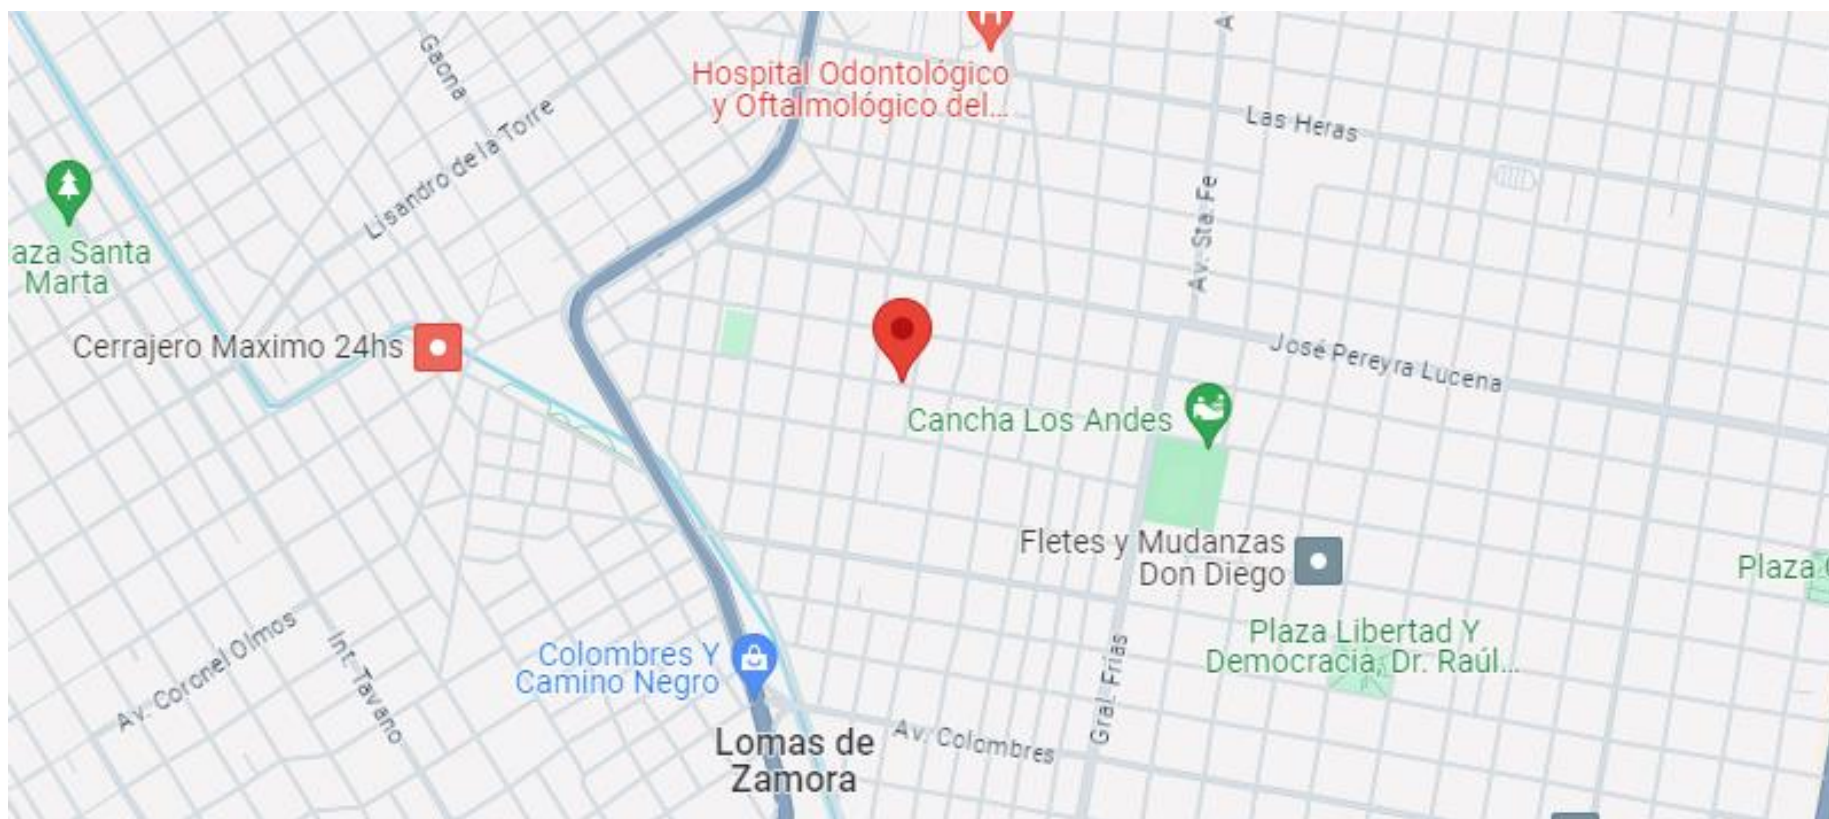 Gaona
Hospital Odontológico
y Oftalmológico del...
Las Heras
Lisandro de la Torre
Av. Sta. Fe
aza Santa
Marta
Cerrajero Maximo 24hs
José Pereyra Lucena
Cancha Los Andes
Fletes y Mudanzas
Don Diego
Plaza
Plaza Libertad Y
Democracia, Dr. Raúl...
Av. Coronel Olmos
Int. Tavano
Colombres Y
Camino Negro
Gral. Frías
Av. Colombres
Lomas de
Zamora